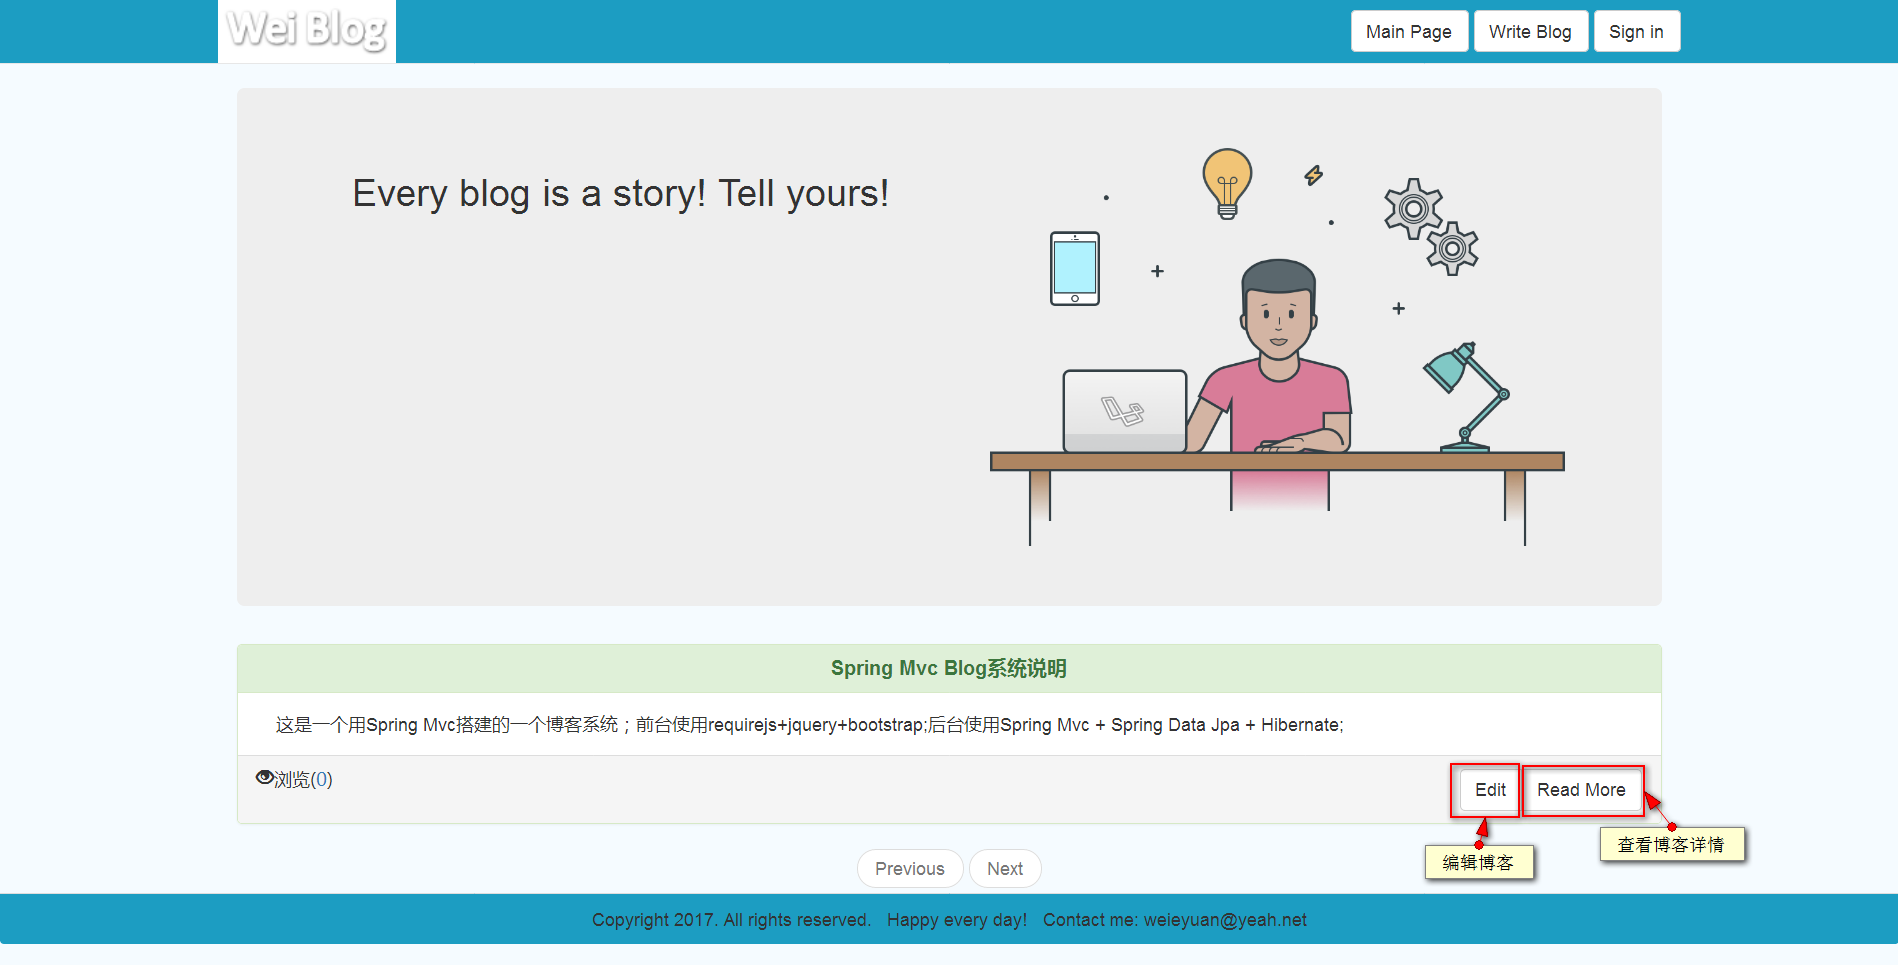 Wei Blog
Main Page
Write Blog
Sign in
Every blog is a story! Tell yours!
Spring Mvc Blog系统说明
这是一个用Spring Mvc搭建的一个博客系统；前台使用requirejs+jquery+bootstrap;后台使用Spring Mvc + Spring Data Jpa + Hibernate;
浏览(0)
Edit
Read More
编辑博客
查看博客详情
Previous
Next
Copyright 2017. All rights reserved. Happy every day! Contact me: weieyuan@yeah.net